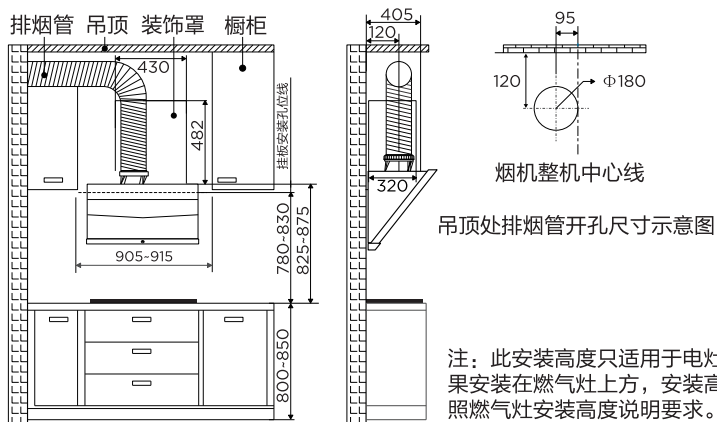 排烟管 吊顶 装饰罩 橱柜
430
482
挂板安装孔位线
905~915
780~830
825~875
800~850
405
120
320
95
120
Φ180
烟机整机中心线
吊顶处排烟管开孔尺寸示意图
注：此安装高度只适用于电灶
果安装在燃气灶上方，安装高
照燃气灶安装高度说明要求。